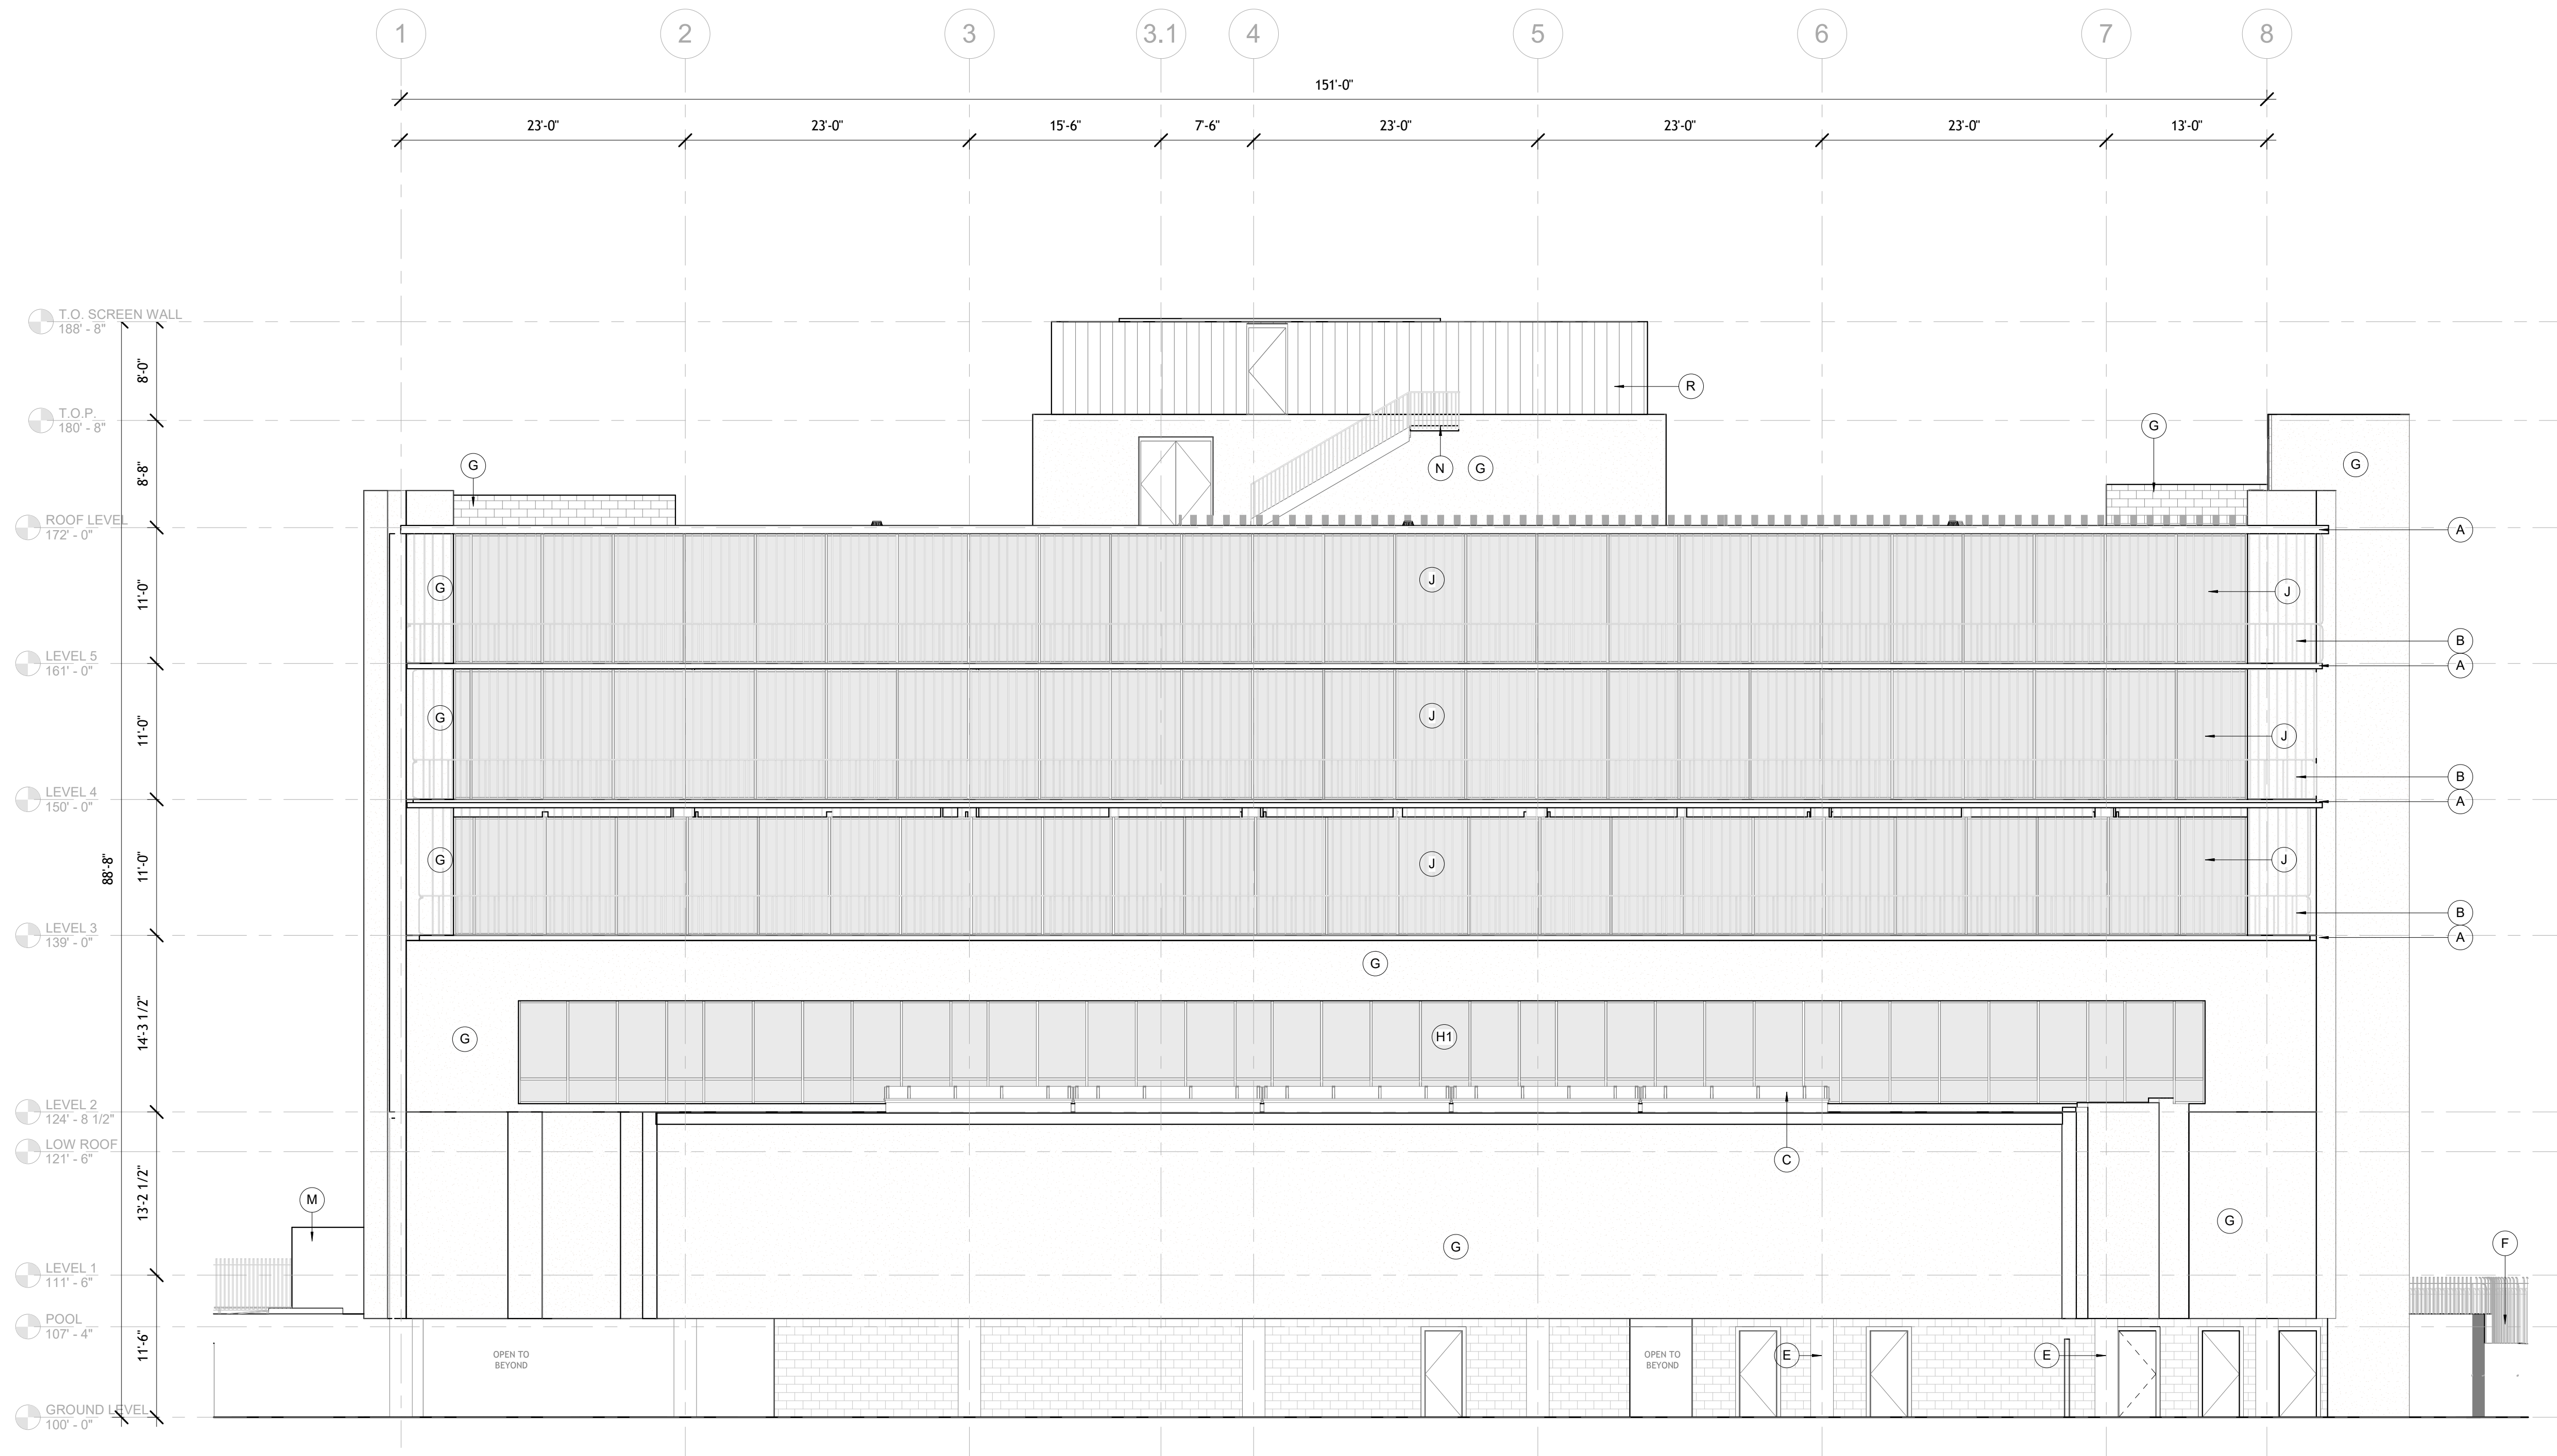 1 2 3 3.1 4 5 6 7 8
151'-0"
23'-0" 23'-0" 15'-6" 7'-6" 23'-0" 23'-0" 23'-0" 13'-0"
T.O. SCREEN WALL
188' - 8"
8'-0"
R
T.O.P.
180' - 8"
G
G
N G
G
8'-8"
ROOF LEVEL
172' - 0"
A
J
G
J
11'-0"
B
LEVEL 5
161' - 0"
A
J
G
J
11'-0"
B
LEVEL 4
150' - 0"
A
G
J
J
11'-0"
88'-8"
B
LEVEL 3
139' - 0"
A
G
14'-3 1/2"
G
H1
LEVEL 2
124' - 8 1/2"
LOW ROOF
121' - 6"
C
13'-2 1/2"
M
G
G
F
LEVEL 1
111' - 6"
POOL
107' - 4"
11'-6"
OPEN TO
BEYOND
OPEN TO
BEYOND
E
E
GROUND LEVEL
100' - 0"